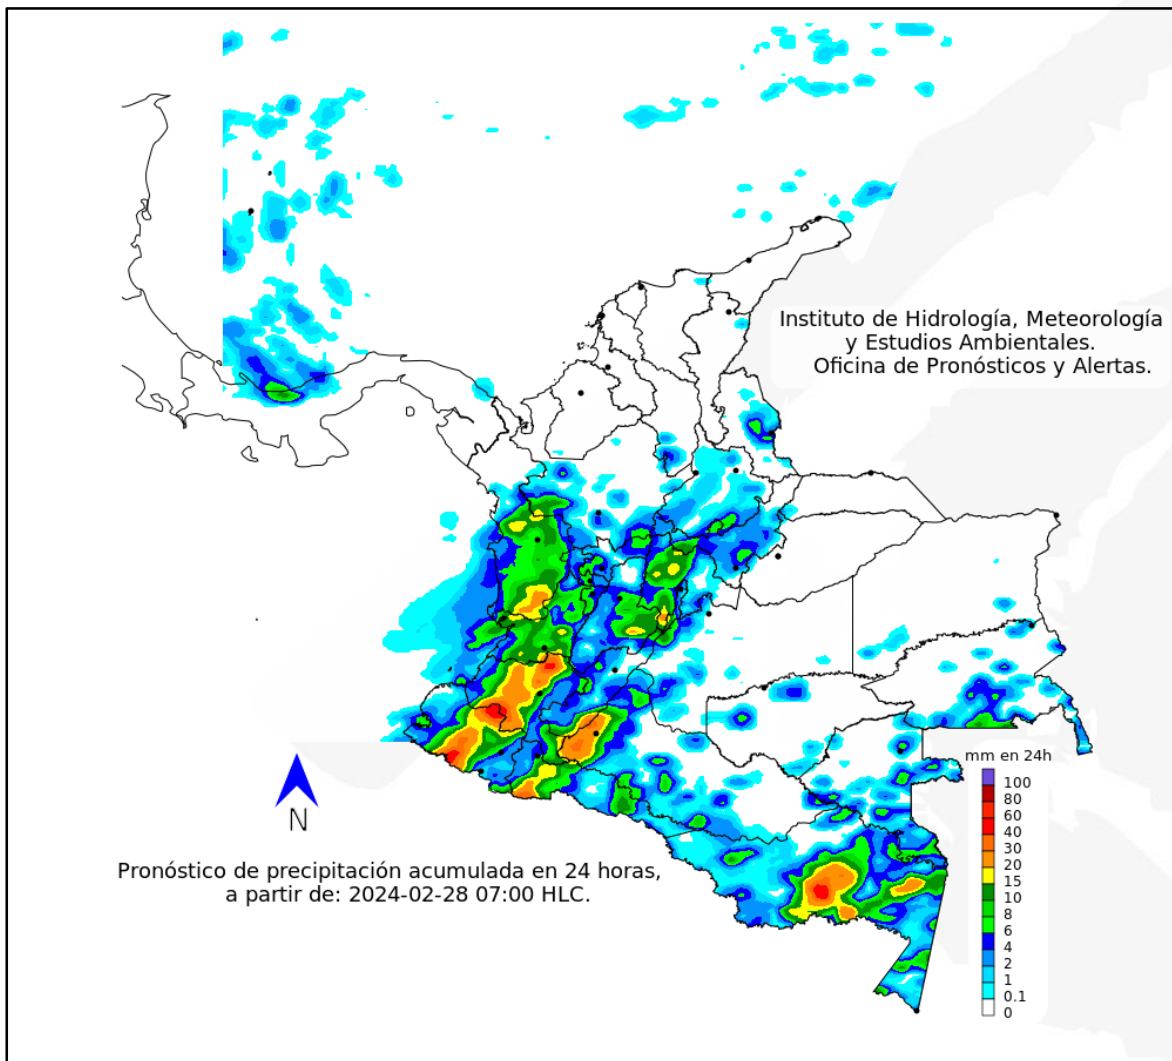 Instituto de Hidrología, Meteorología
y Estudios Ambientales.
Oficina de Pronósticos y Alertas.
mm en 24h
100
80
60
40
30
20
15
10
8
6
4
2
1
0.1
0
N
Pronóstico de precipitación acumulada en 24 horas,
a partir de: 2024-02-28 07:00 HLC.